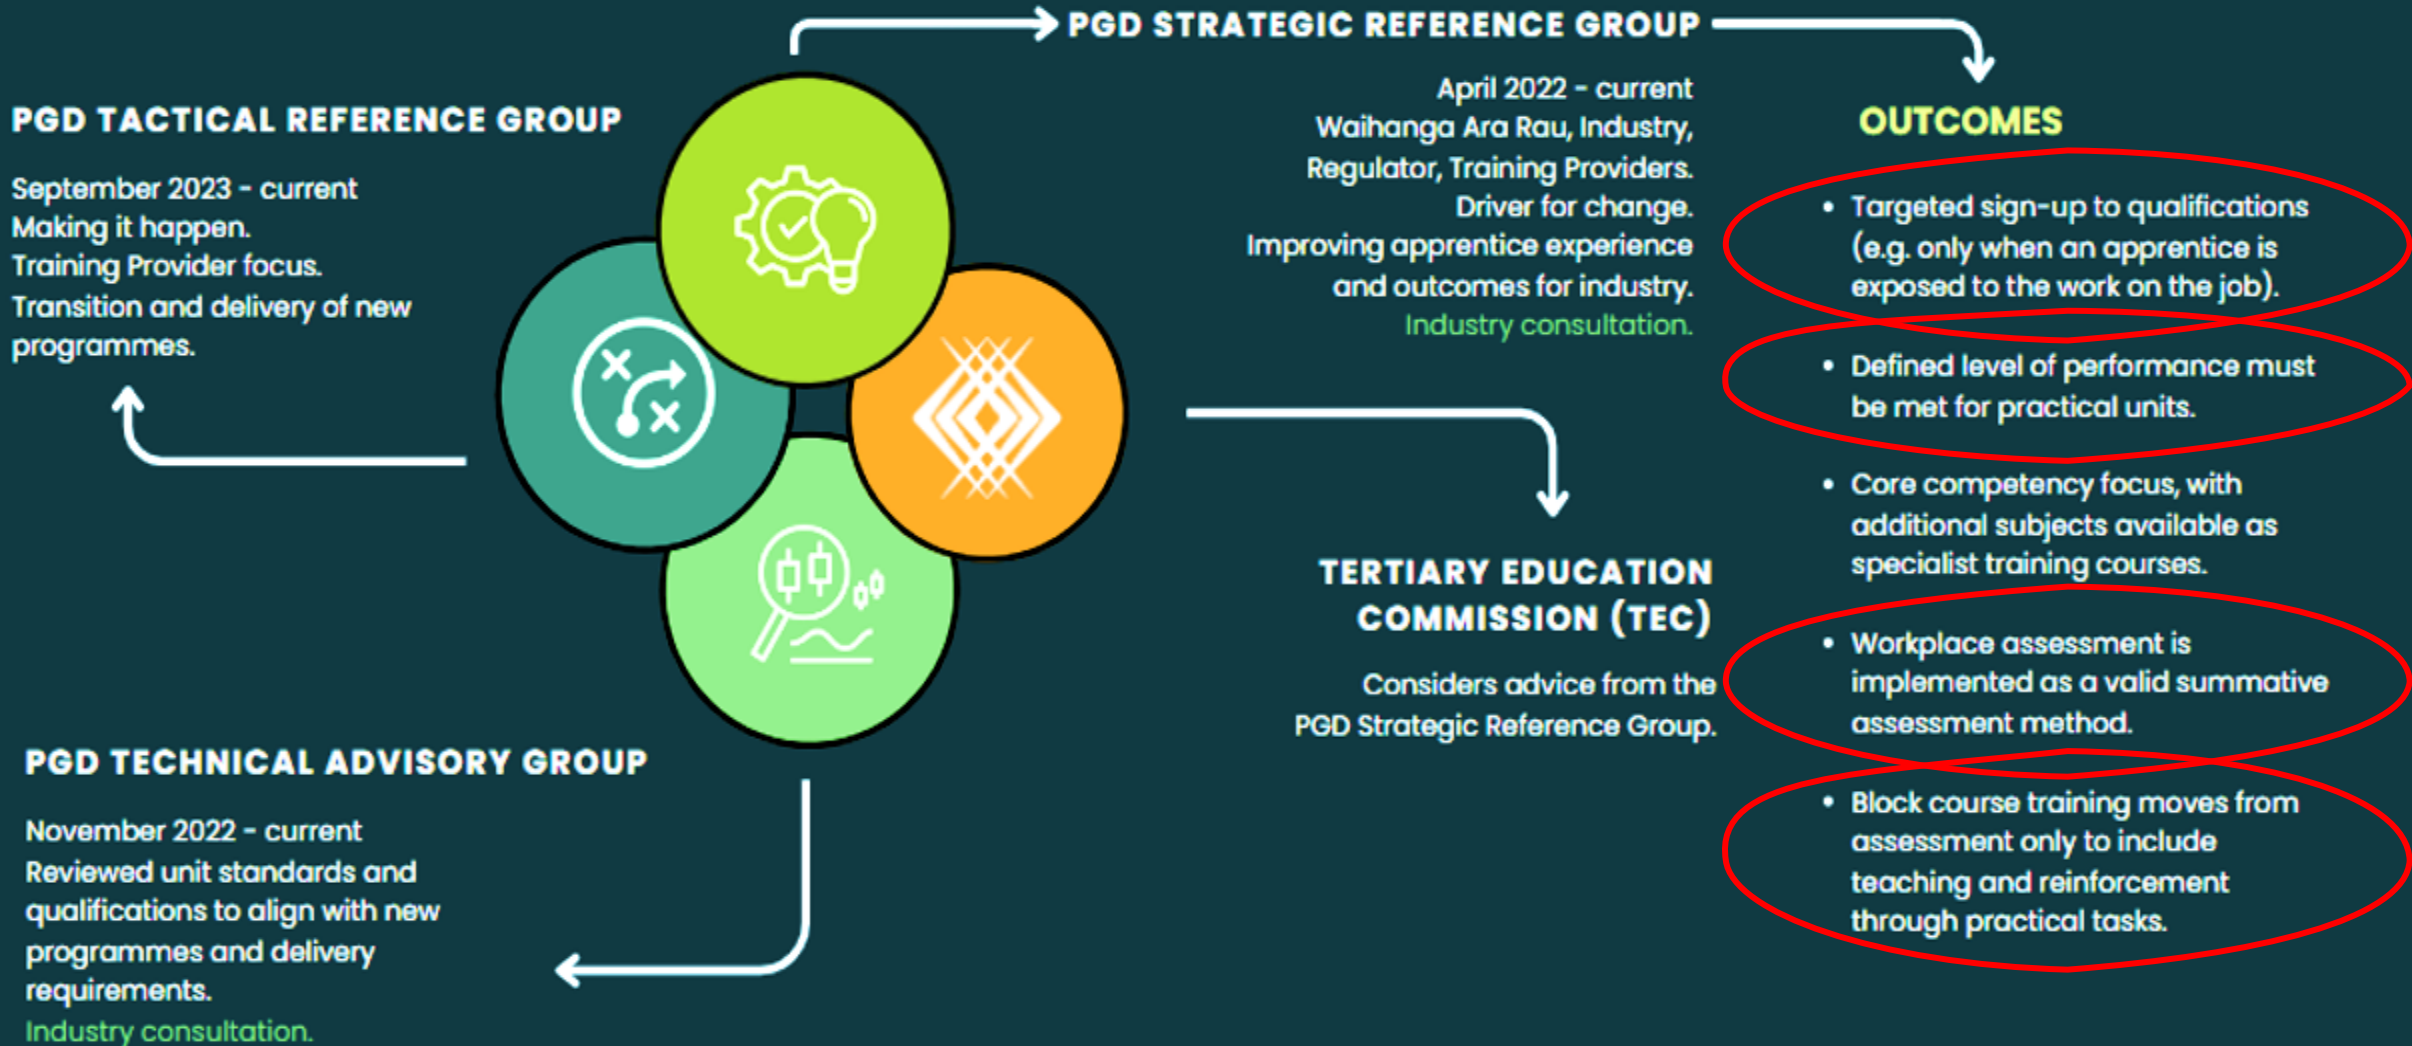 PGD STRATEGIC REFERENCE GROUP
April 2022 - current
Waihanga Ara Rau, Industry,
Regulator, Training Providers.
Driver for change.
Improving apprentice experience
and outcomes for industry.
Industry consultation.
PGD TACTICAL REFERENCE GROUP
September 2023 - current
Making it happen.
Training Provider focus.
Transition and delivery of new
programmes.
TERTIARY EDUCATION
COMMISSION (TEC)
Considers advice from the
PGD Strategic Reference Group.
PGD TECHNICAL ADVISORY GROUP
November 2022 - current
Reviewed unit standards and
qualifications to align with new
programmes and delivery
requirements.
Industry consultation.
OUTCOMES
• Targeted sign-up to qualifications
(e.g. only when an apprentice is
exposed to the work on the job).
• Defined level of performance must
be met for practical units.
• Core competency focus, with
additional subjects available as
specialist training courses.
• Workplace assessment is
implemented as a valid summative
assessment method.
• Block course training moves from
assessment only to include
teaching and reinforcement
through practical tasks.